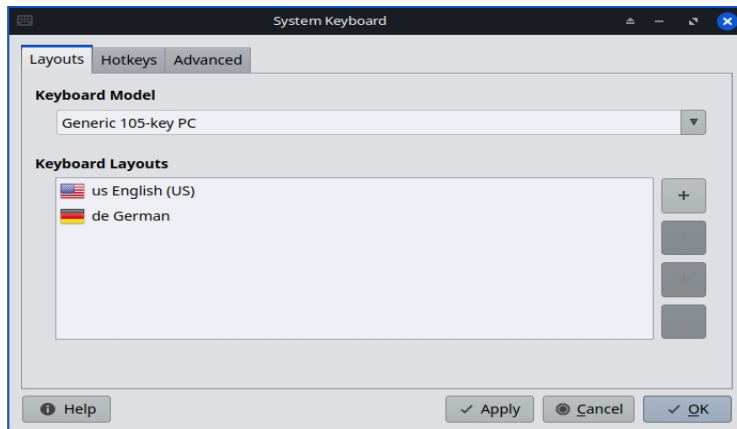 System Keyboard
Layouts Hotkeys Advanced
Keyboard Model
Generic 105-key PC
Keyboard Layouts
us English (US)
de German
Help Apply Cancel OK